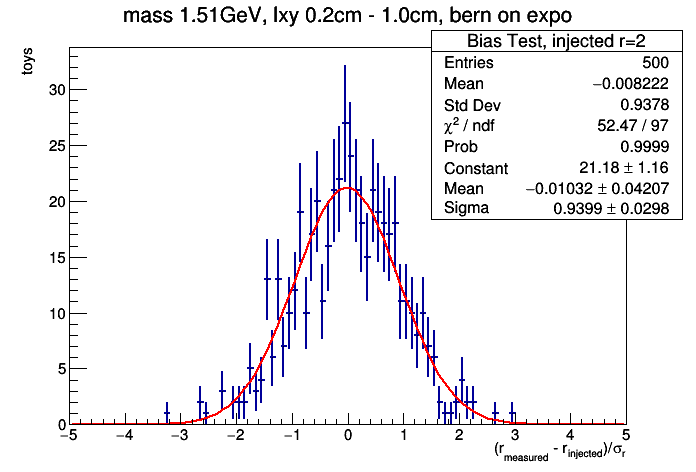 mass 1.51GeV, lxy 0.2cm - 1.0cm, bern on expo
toys
Bias Test, injected r=2
Entries 500
Mean −0.008222
Std Dev 0.9378
χ² / ndf 52.47 / 97
Prob 0.9999
Constant 21.18 ± 1.16
Mean −0.01032 ± 0.04207
Sigma 0.9399 ± 0.0298
30
25
20
15
10
5
0
−5 −4 −3 −2 −1 0 1 2 3 4 5
(r_measured - r_injected)/σ_r